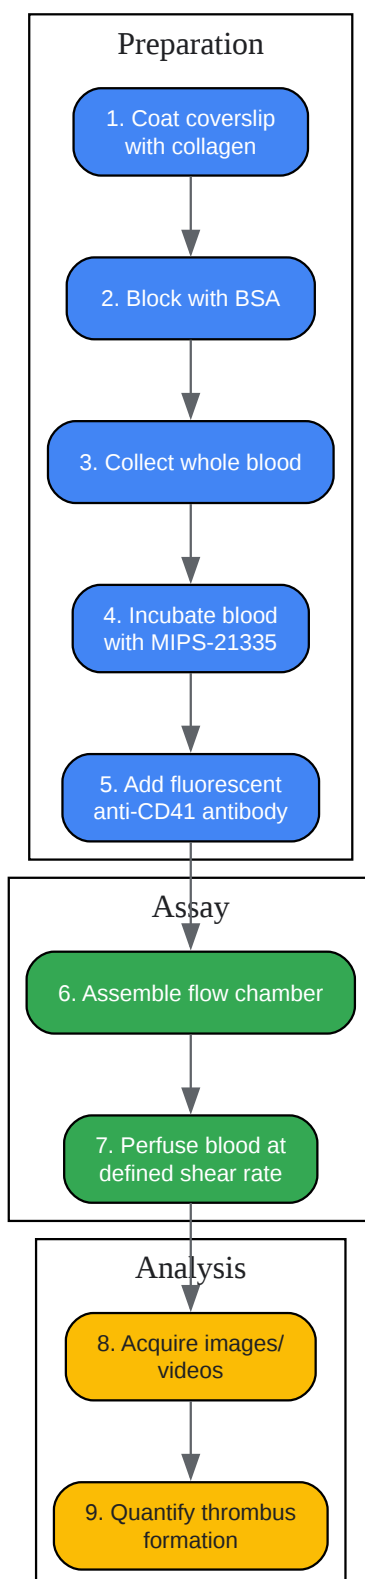 Preparation
1. Coat coverslip
with collagen
2. Block with BSA
3. Collect whole blood
4. Incubate blood
with MIPS-21335
5. Add fluorescent
anti-CD41 antibody
Assay
6. Assemble flow chamber
7. Perfuse blood at
defined shear rate
Analysis
8. Acquire images/
videos
9. Quantify thrombus
formation